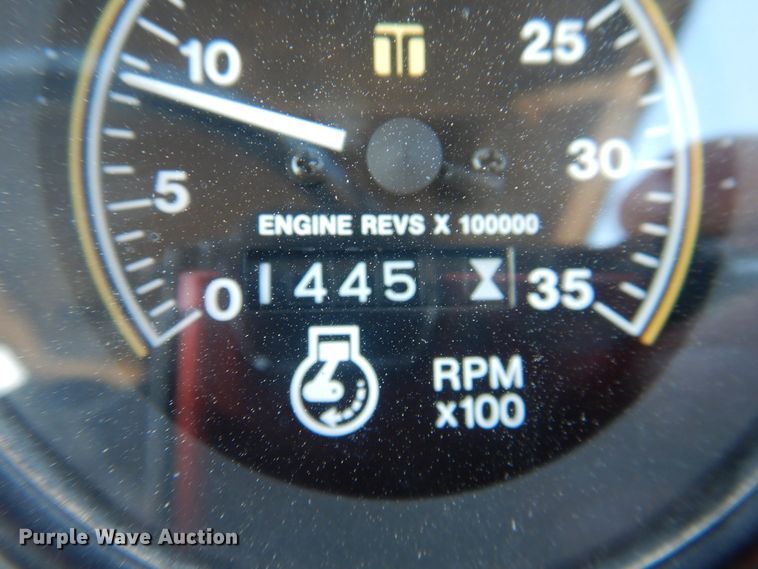 10
25
5
30
ENGINE REVS X 100000
0
1445
35
RPM
x100
Purple Wave Auction